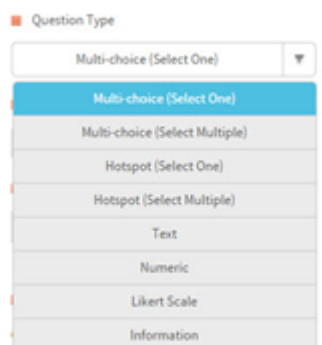 Question Type
Multi-choice (Select One)
Multi-choice (Select One)
Multi-choice (Select Multiple)
Hotspot (Select One)
Hotspot (Select Multiple)
Text
Numeric
Likert Scale
Information